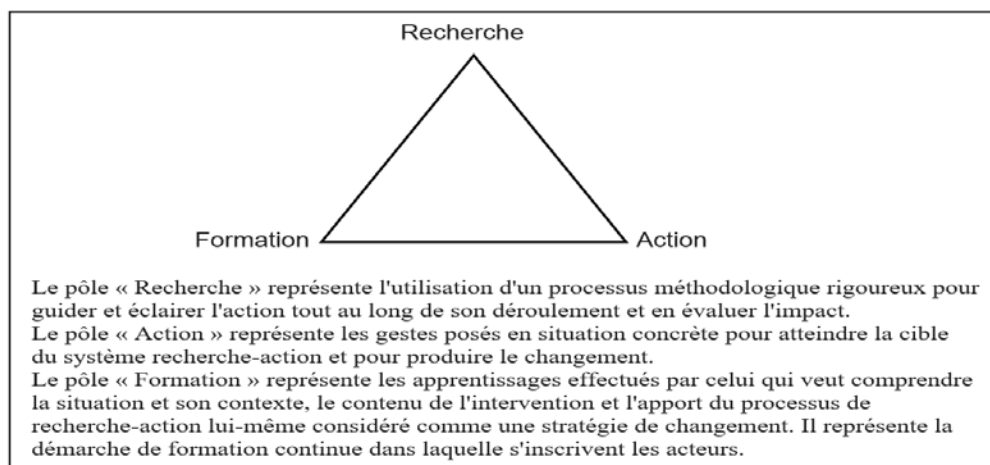 Recherche
Formation
Action
Le pôle « Recherche » représente l'utilisation d'un processus méthodologique rigoureux pour
guider et éclairer l'action tout au long de son déroulement et en évaluer l'impact.
Le pôle « Action » représente les gestes posés en situation concrète pour atteindre la cible
du système recherche-action et pour produire le changement.
Le pôle « Formation » représente les apprentissages effectués par celui qui veut comprendre
la situation et son contexte, le contenu de l'intervention et l'apport du processus de
recherche-action lui-même considéré comme une stratégie de changement. Il représente la
démarche de formation continue dans laquelle s'inscrivent les acteurs.